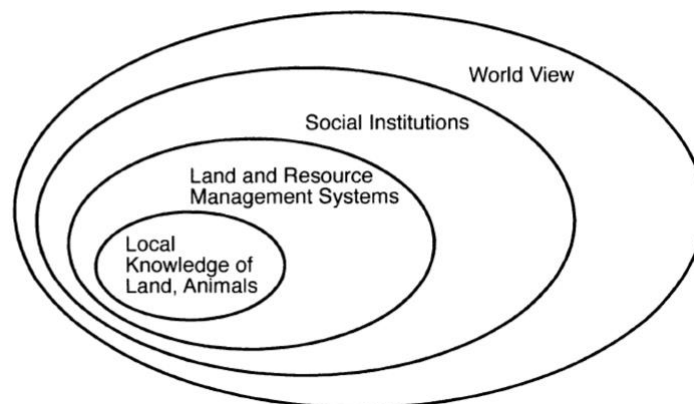 World View
Social Institutions
Land and Resource
Management Systems
Local
Knowledge of
Land, Animals